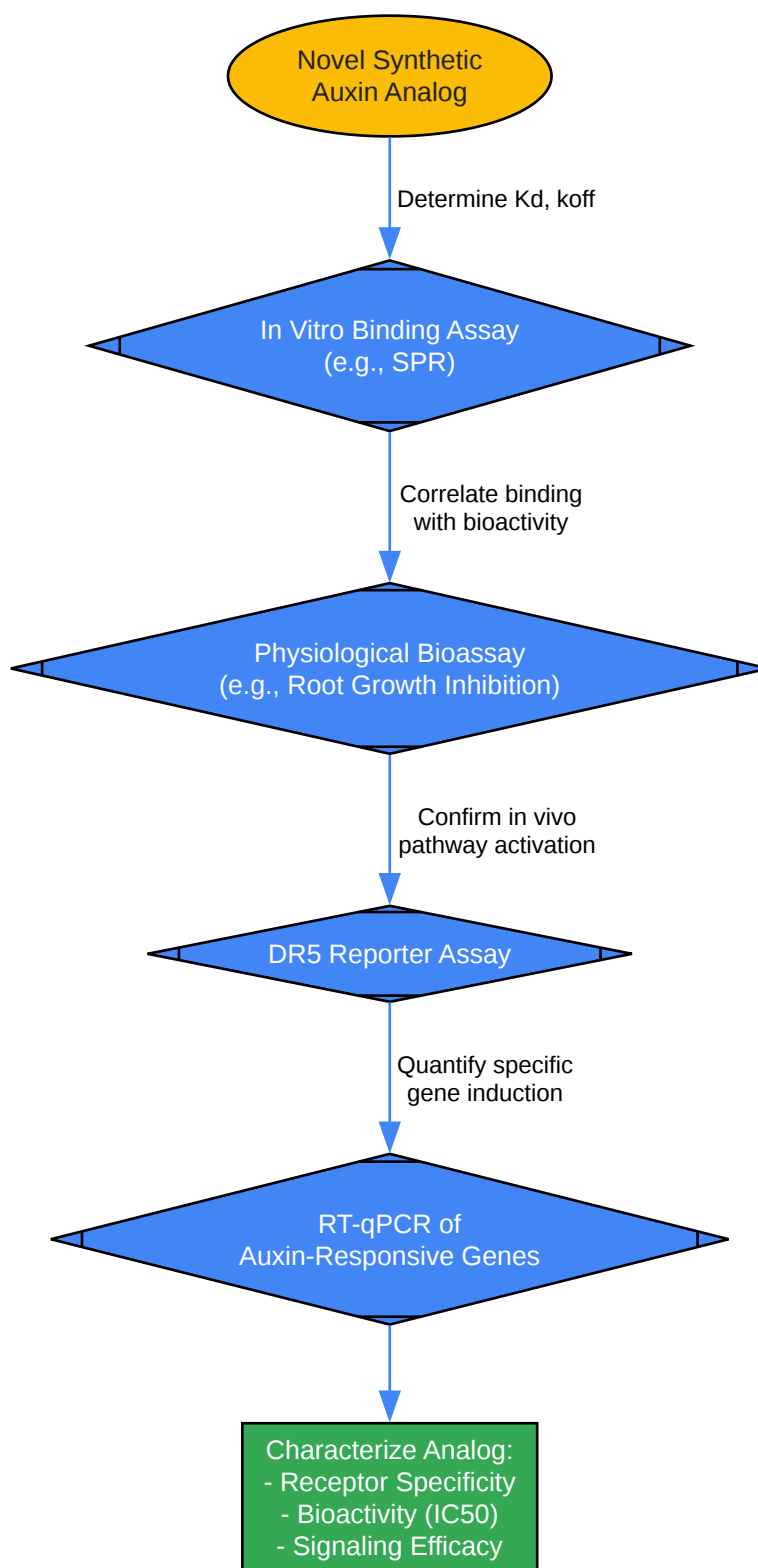 Novel Synthetic
Auxin Analog
Determine Kd, koff
In Vitro Binding Assay
(e.g., SPR)
Correlate binding
with bioactivity
Physiological Bioassay
(e.g., Root Growth Inhibition)
Confirm in vivo
pathway activation
DR5 Reporter Assay
Quantify specific
gene induction
RT-qPCR of
Auxin-Responsive Genes
Characterize Analog:
- Receptor Specificity
- Bioactivity (IC50)
- Signaling Efficacy